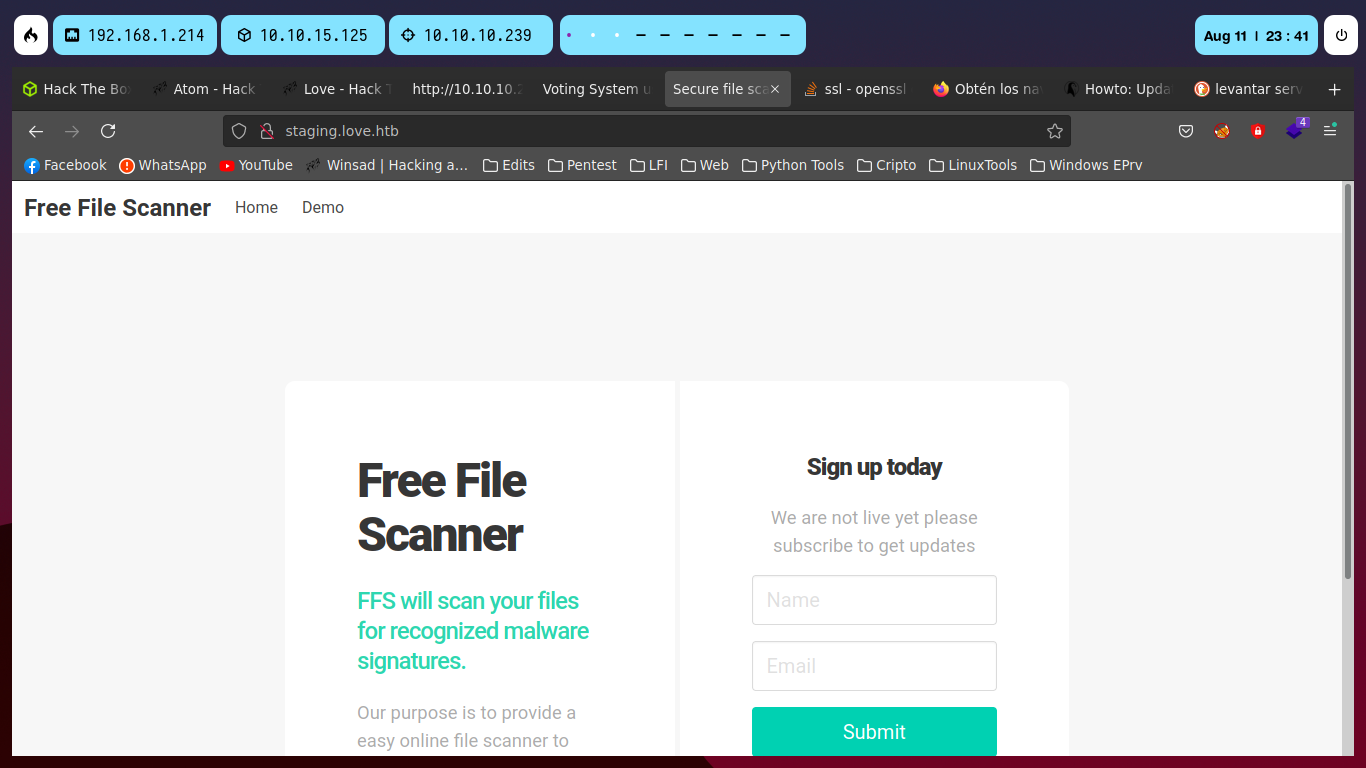 192.168.1.214 10.10.15.125 10.10.10.239 Aug 11 | 23 : 41
Hack The Bo Atom - Hack Love - Hack T http://10.10.10.2 Voting System u Secure file sca × ssl - openssl Obtén los na Howto: Upda levantar serv +
staging.love.htb 4
Facebook WhatsApp YouTube Winsad | Hacking a... Edits Pentest LFI Web Python Tools Cripto LinuxTools Windows EPrv
Free File Scanner Home Demo
Free File
Scanner
FFS will scan your files
for recognized malware
signatures.
Our purpose is to provide a
easy online file scanner to
Sign up today
We are not live yet please
subscribe to get updates
Name
Email
Submit